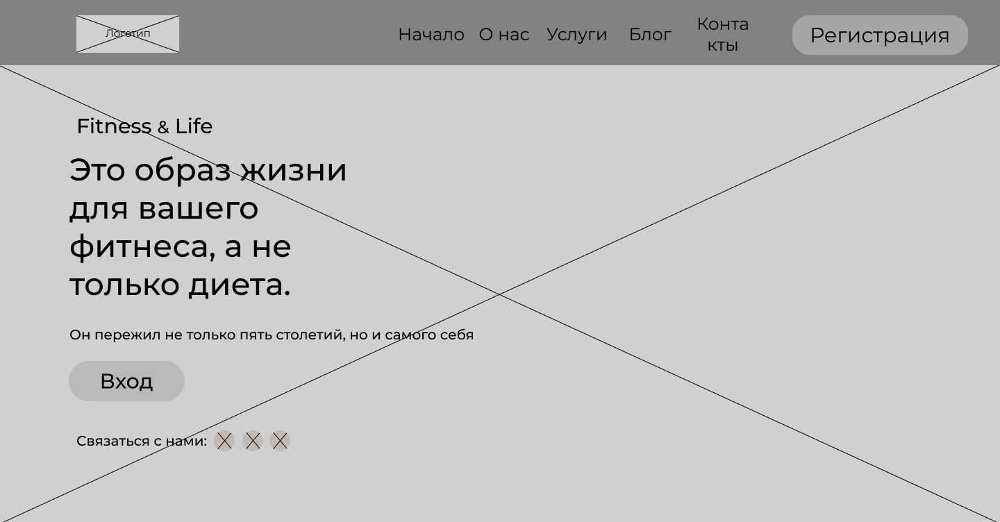 Логотип
Начало О нас Услуги Блог Конта
кты
Регистрация
Fitness & Life
Это образ жизни
для вашего
фитнеса, а не
только диета.
Он пережил не только пять столетий, но и самого себя
Вход
Связаться с нами: